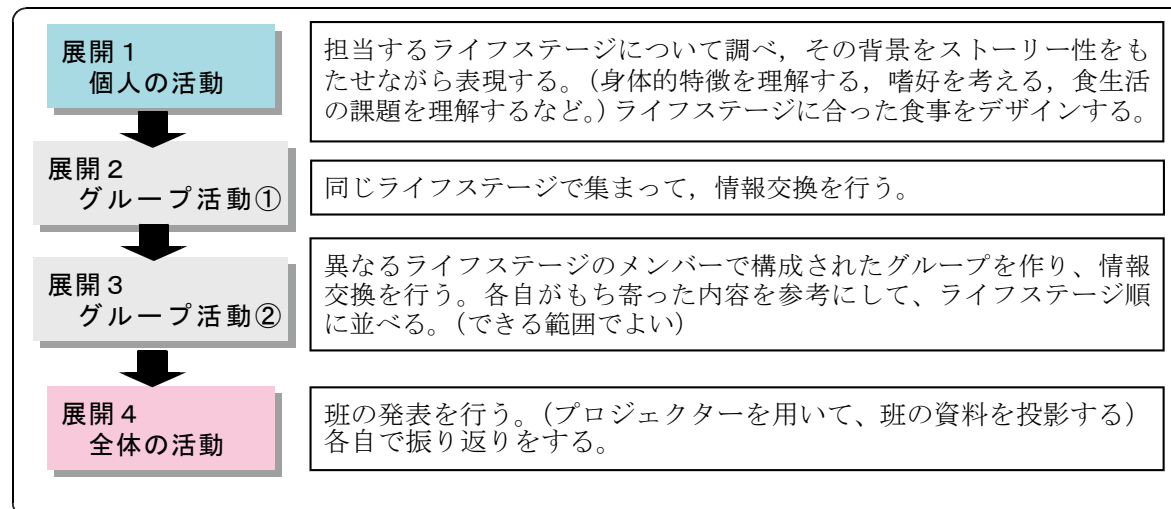 展開１
個人の活動
担当するライフステージについて調べ，その背景をストーリー性をも
たせながら表現する。（身体的特徴を理解する，嗜好を考える，食生活
の課題を理解するなど。）ライフステージに合った食事をデザインする。
展開２
グループ活動①
同じライフステージで集まって，情報交換を行う。
展開３
グループ活動②
異なるライフステージのメンバーで構成されたグループを作り、情報
交換を行う。各自がもち寄った内容を参考にして、ライフステージ順
に並べる。（できる範囲でよい）
展開４
全体の活動
班の発表を行う。（プロジェクターを用いて、班の資料を投影する）
各自で振り返りをする。